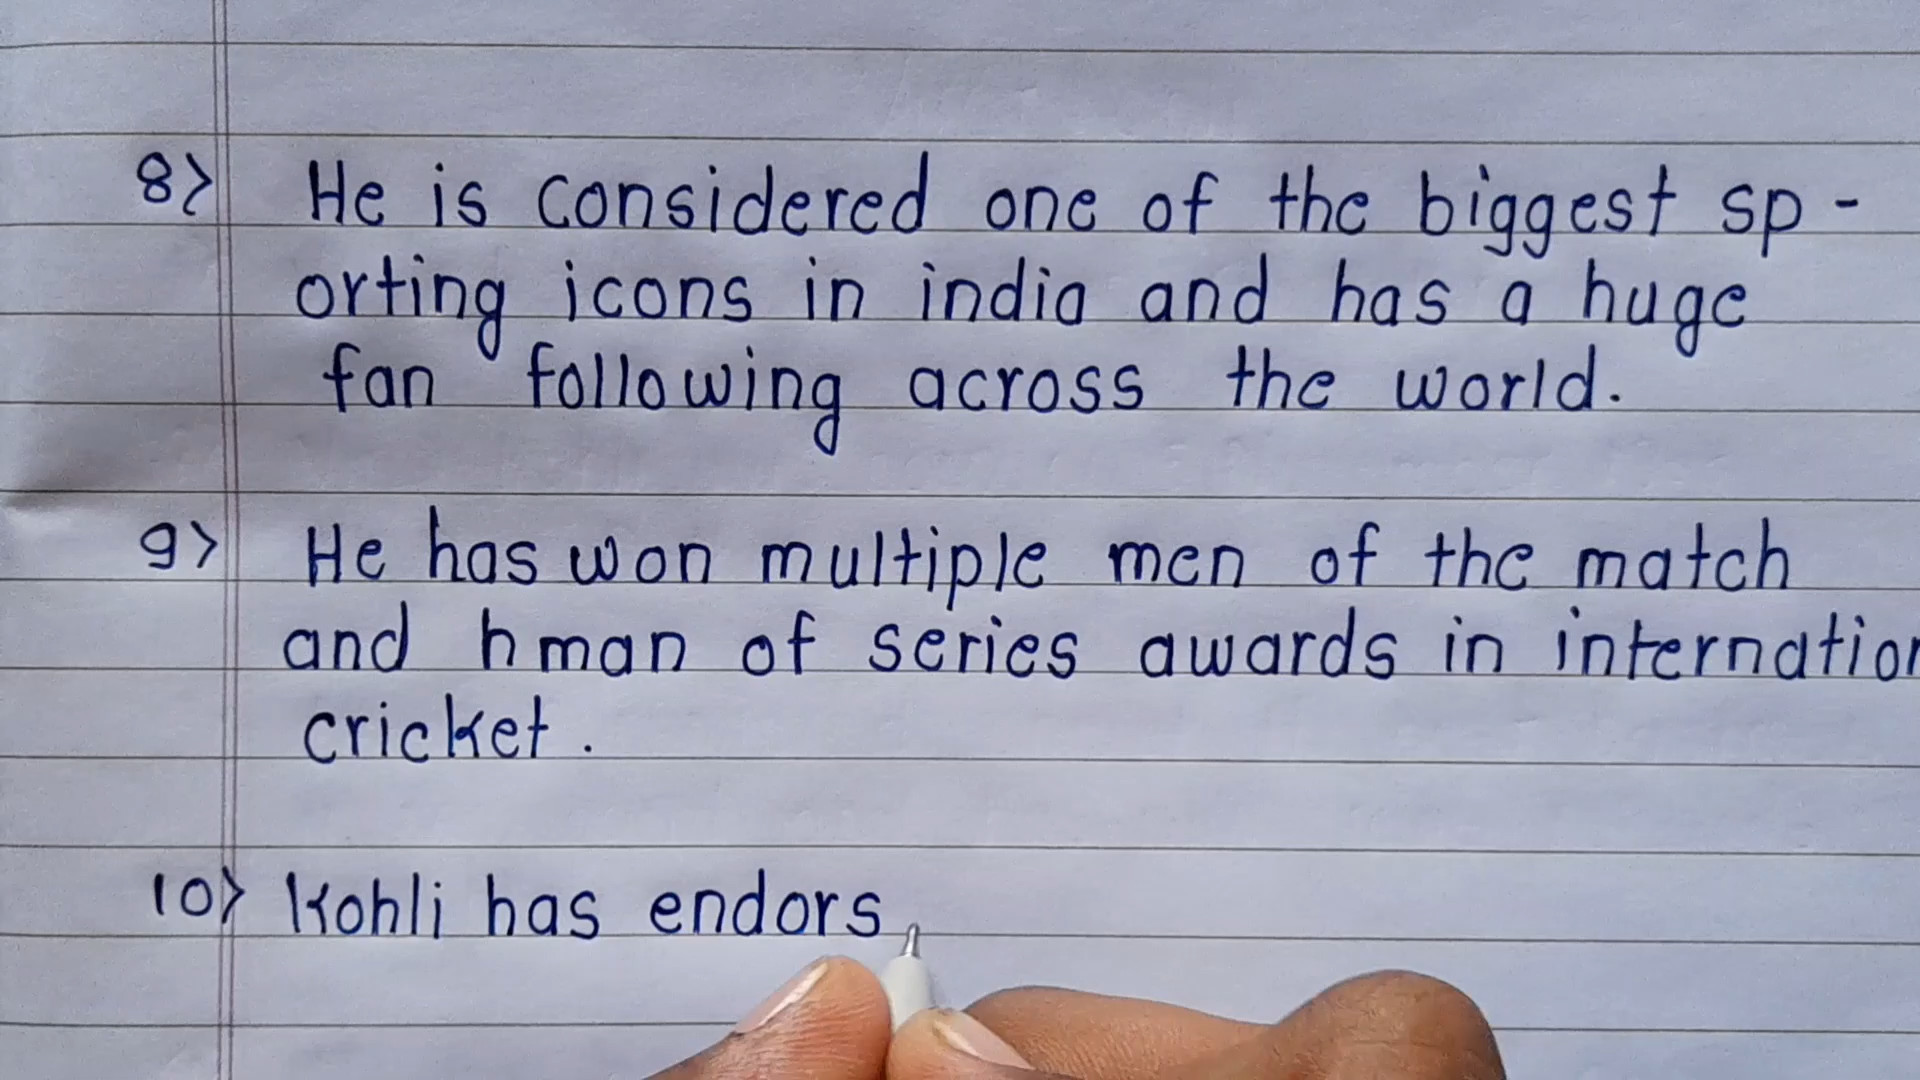 8> He is considered one of the biggest sp-
orting icons in india and has a huge
fan following across the world.
9> He has won multiple men of the match
and h man of series awards in internation
cricket.
10> Kohli has endors